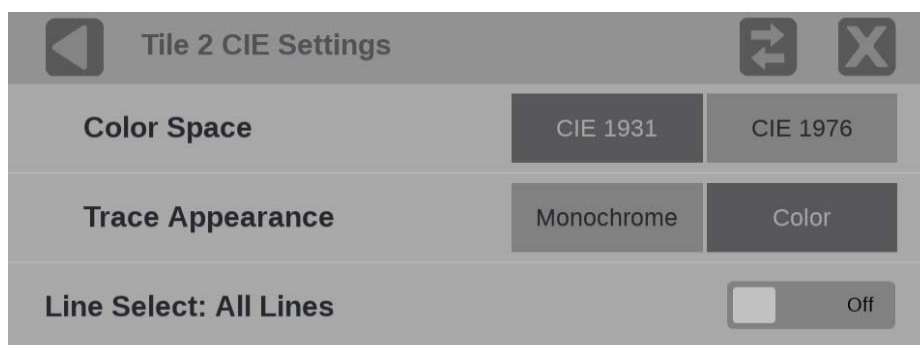 Tile 2 CIE Settings
Color Space CIE 1931 CIE 1976
Trace Appearance Monochrome Color
Line Select: All Lines Off